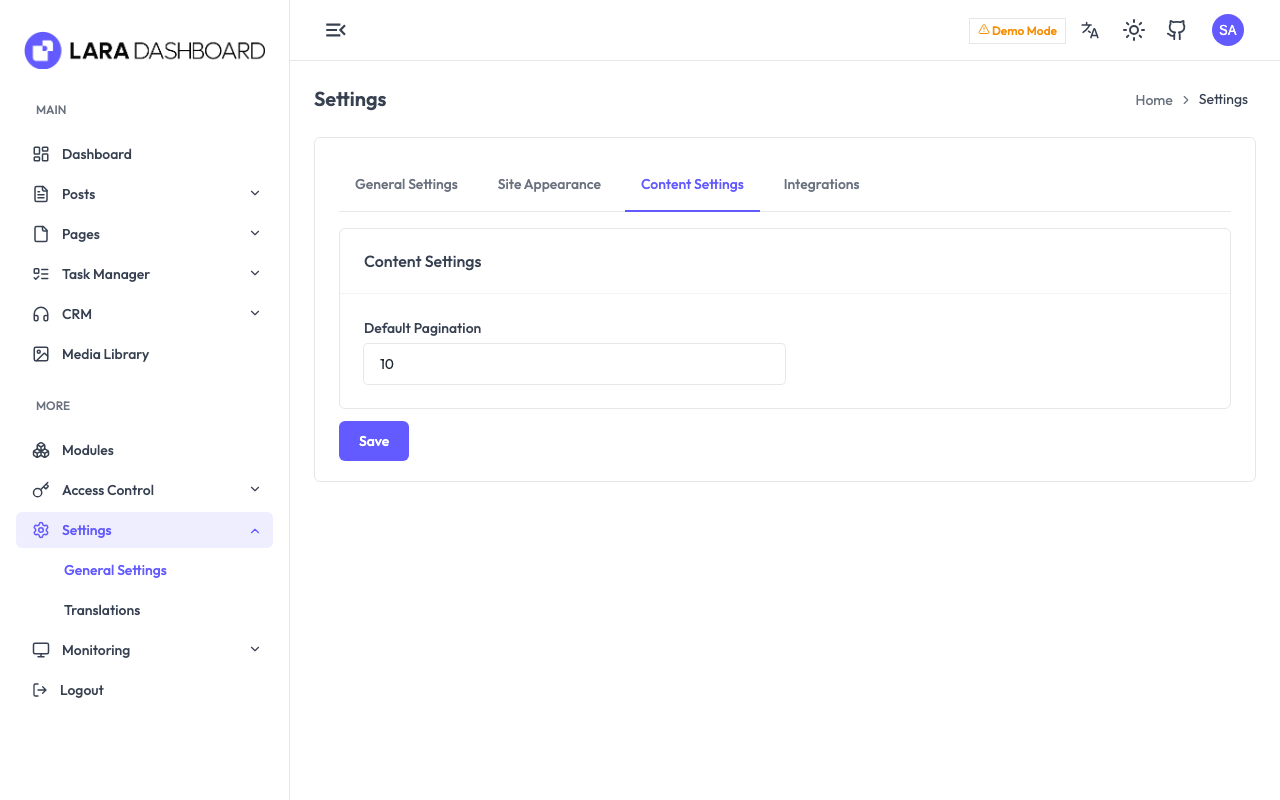 LARA DASHBOARD
MAIN
Dashboard
Posts
Pages
Task Manager
CRM
Media Library
MORE
Modules
Access Control
Settings
General Settings
Translations
Monitoring
Logout
Demo Mode
SA
Settings
Home > Settings
General Settings
Site Appearance
Content Settings
Integrations
Content Settings
Default Pagination
10
Save